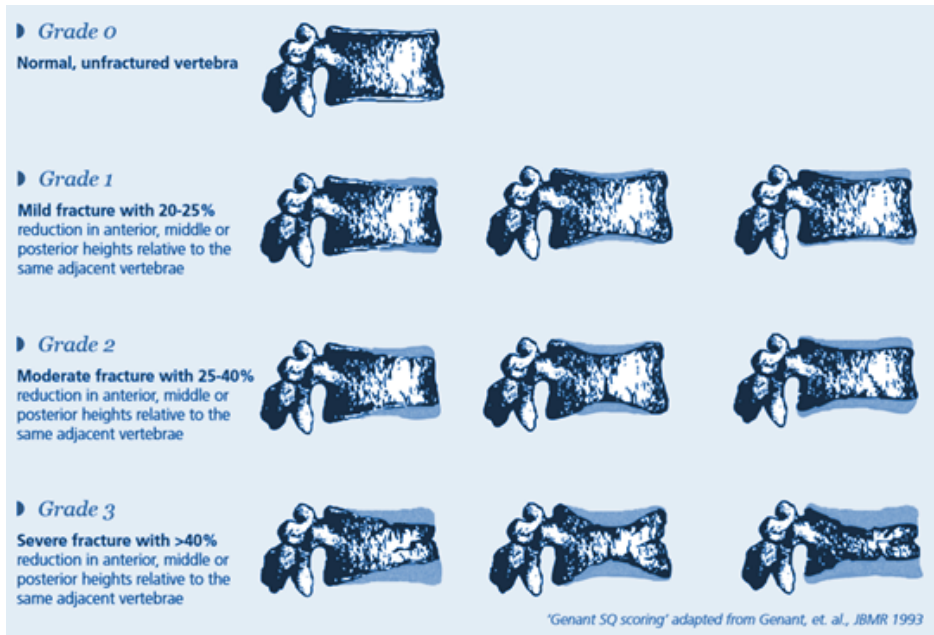 Grade 0
Normal, unfractured vertebra
Grade 1
Mild fracture with 20-25%
reduction in anterior, middle or
posterior heights relative to the
same adjacent vertebrae
Grade 2
Moderate fracture with 25-40%
reduction in anterior, middle or
posterior heights relative to the
same adjacent vertebrae
Grade 3
Severe fracture with >40%
reduction in anterior, middle or
posterior heights relative to the
same adjacent vertebrae
'Genant SQ scoring' adapted from Genant, et. al., JBMR 1993